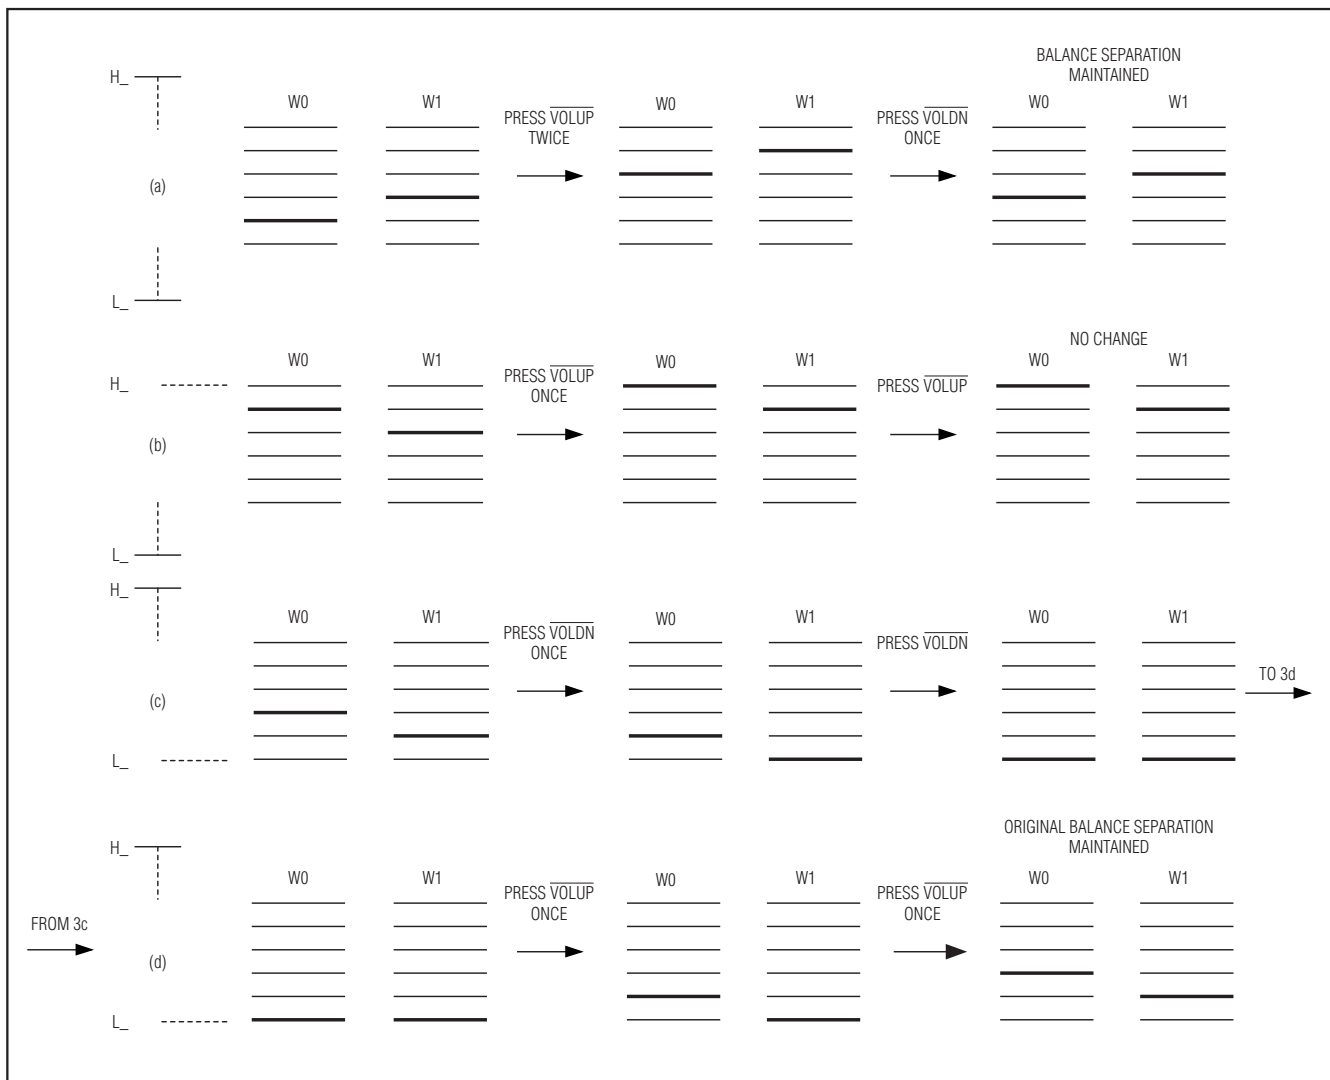 BALANCE SEPARATION
MAINTAINED
H_
W0
W1
PRESS VOLUP
TWICE
W0
W1
PRESS VOLDN
ONCE
W0
W1
(a)
L_
NO CHANGE
H_
W0
W1
PRESS VOLUP
ONCE
W0
W1
PRESS VOLUP
W0
W1
(b)
L_
H_
W0
W1
PRESS VOLDN
ONCE
W0
W1
PRESS VOLDN
W0
W1
(c)
TO 3d
L_
ORIGINAL BALANCE SEPARATION
MAINTAINED
H_
W0
W1
PRESS VOLUP
ONCE
W0
W1
PRESS VOLUP
ONCE
W0
W1
FROM 3c
(d)
L_